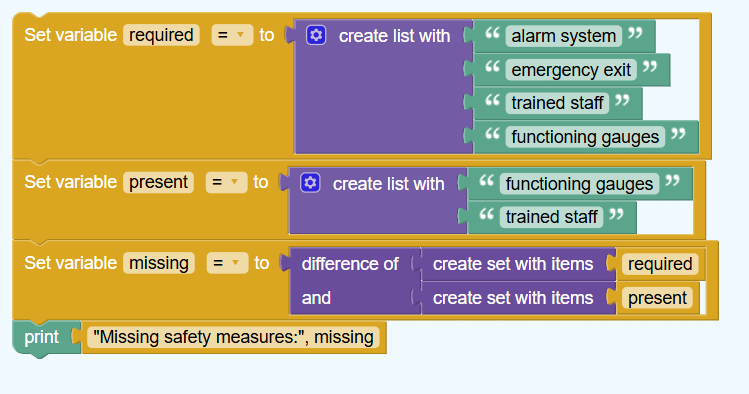 Set variable required = to create list with “ alarm system ”
“ emergency exit ”
“ trained staff ”
“ functioning gauges ”
Set variable present = to create list with “ functioning gauges ”
“ trained staff ”
Set variable missing = to difference of create set with items required
and create set with items present
print "Missing safety measures:", missing